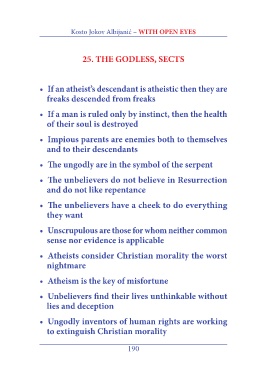 Kosto Jokov Albijanić – WITH OPEN EYES
25. THE GODLESS, SECTS
• If an atheist's descendant is atheistic then they are
freaks descended from freaks
• If a man is ruled only by instinct, then the health
of their soul is destroyed
• Impious parents are enemies both to themselves
and to their descendants
• The ungodly are in the symbol of the serpent
• The unbelievers do not believe in Resurrection
and do not like repentance
• The unbelievers have a cheek to do everything
they want
• Unscrupulous are those for whom neither common
sense nor evidence is applicable
• Atheists consider Christian morality the worst
nightmare
• Atheism is the key of misfortune
• Unbelievers find their lives unthinkable without
lies and deception
• Ungodly inventors of human rights are working
to extinguish Christian morality
190